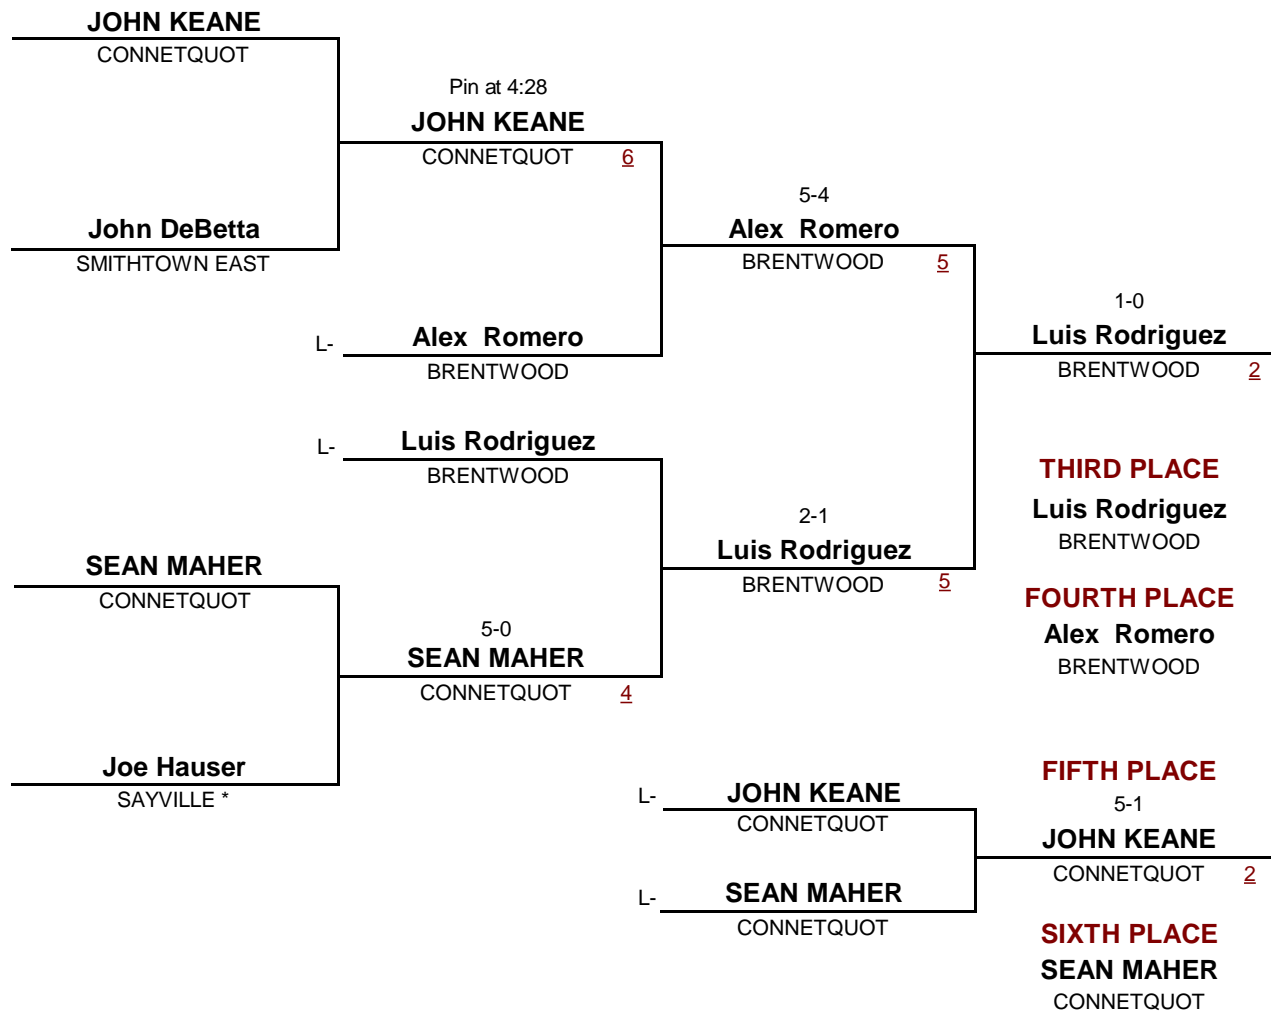 JOHN KEANE
CONNETQUOT
Pin at 4:28
JOHN KEANE
CONNETQUOT 6
John DeBetta
SMITHTOWN EAST
5-4
Alex Romero
BRENTWOOD 5
L- Alex Romero
BRENTWOOD
1-0
Luis Rodriguez
BRENTWOOD 2
L- Luis Rodriguez
BRENTWOOD
THIRD PLACE
Luis Rodriguez
BRENTWOOD
2-1
Luis Rodriguez
BRENTWOOD 5
SEAN MAHER
CONNETQUOT
FOURTH PLACE
Alex Romero
BRENTWOOD
5-0
SEAN MAHER
CONNETQUOT 4
Joe Hauser
SAYVILLE *
FIFTH PLACE
L- JOHN KEANE
CONNETQUOT
5-1
JOHN KEANE
CONNETQUOT 2
L- SEAN MAHER
CONNETQUOT
SIXTH PLACE
SEAN MAHER
CONNETQUOT